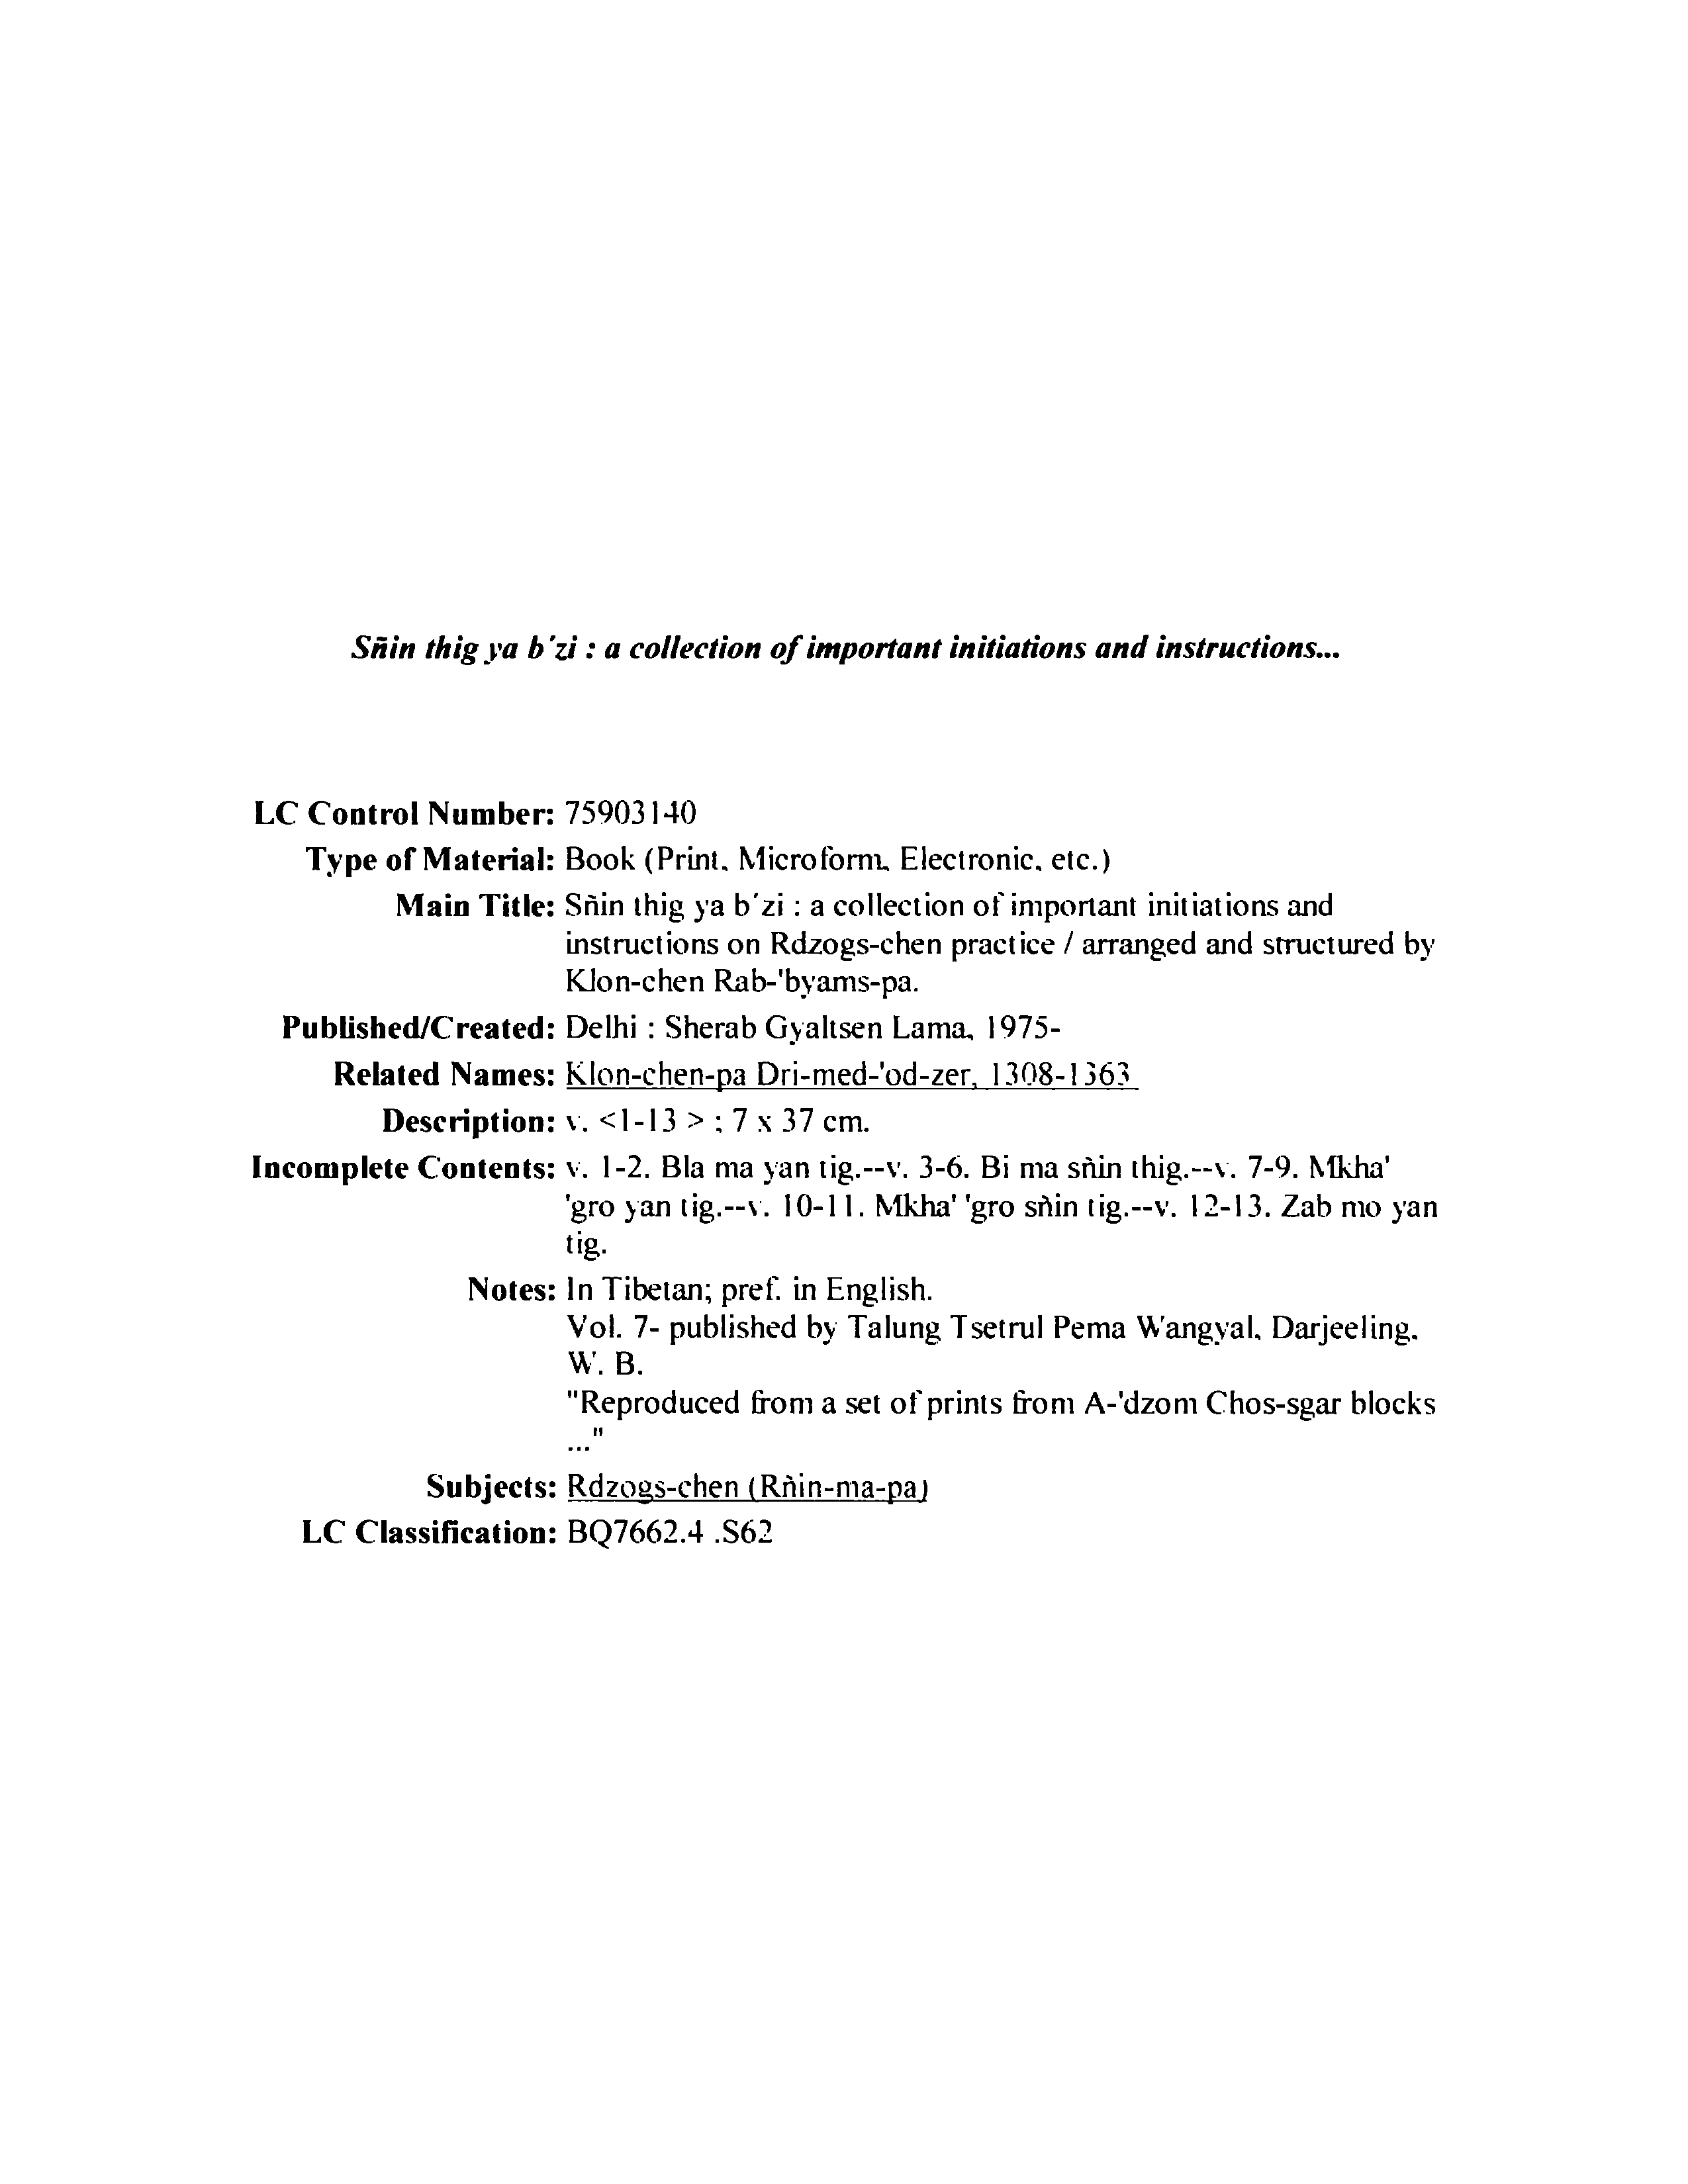 Sñin thig ya b'zi : a collection of important initiations and instructions...
LC Control Number: 75903140
Type of Material: Book (Print, Microform, Electronic, etc.)
Main Title: Sñin thig ya b'zi : a collection of important initiations and
instructions on Rdzogs-chen practice / arranged and structured by
Klon-chen Rab-'byams-pa.
Published/Created: Delhi : Sherab Gyaltsen Lama, 1975-
Related Names: Klon-chen-pa Dri-med-'od-zer, 1308-1363
Description: v. <1-13 > ; 7 x 37 cm.
Incomplete Contents: v. 1-2. Bla ma yan tig.--v. 3-6. Bi ma sñin thig.--v. 7-9. Mkha'
'gro yan tig.--v. 10-11. Mkha' 'gro sñin tig.--v. 12-13. Zab mo yan
tig.
Notes: In Tibetan; pref. in English.
Vol. 7- published by Talung Tsetrul Pema Wangyal, Darjeeling,
W. B.
"Reproduced from a set of prints from A-'dzom Chos-sgar blocks
..."
Subjects: Rdzogs-chen (Rñin-ma-pa)
LC Classification: BQ7662.4 .S62